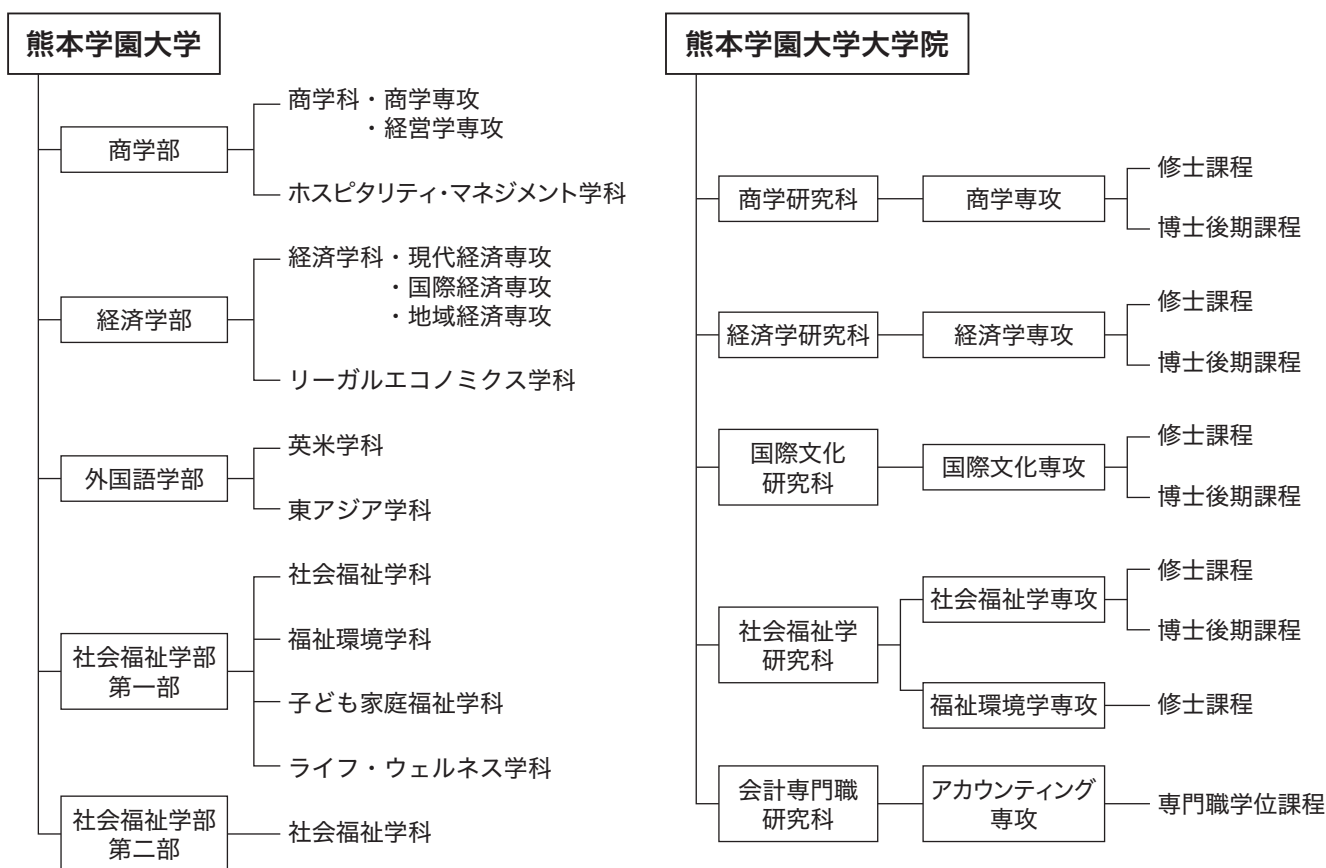 熊本学園大学
商学部
商学科・商学専攻
・経営学専攻
ホスピタリティ・マネジメント学科
経済学部
経済学科・現代経済専攻
・国際経済専攻
・地域経済専攻
リーガルエコノミクス学科
外国語学部
英米学科
東アジア学科
社会福祉学部
第一部
社会福祉学科
福祉環境学科
子ども家庭福祉学科
ライフ・ウェルネス学科
社会福祉学部
第二部
社会福祉学科
熊本学園大学大学院
商学研究科
商学専攻
修士課程
博士後期課程
経済学研究科
経済学専攻
修士課程
博士後期課程
国際文化
研究科
国際文化専攻
修士課程
博士後期課程
社会福祉学
研究科
社会福祉学専攻
修士課程
博士後期課程
福祉環境学専攻
修士課程
会計専門職
研究科
アカウンティング
専攻
専門職学位課程